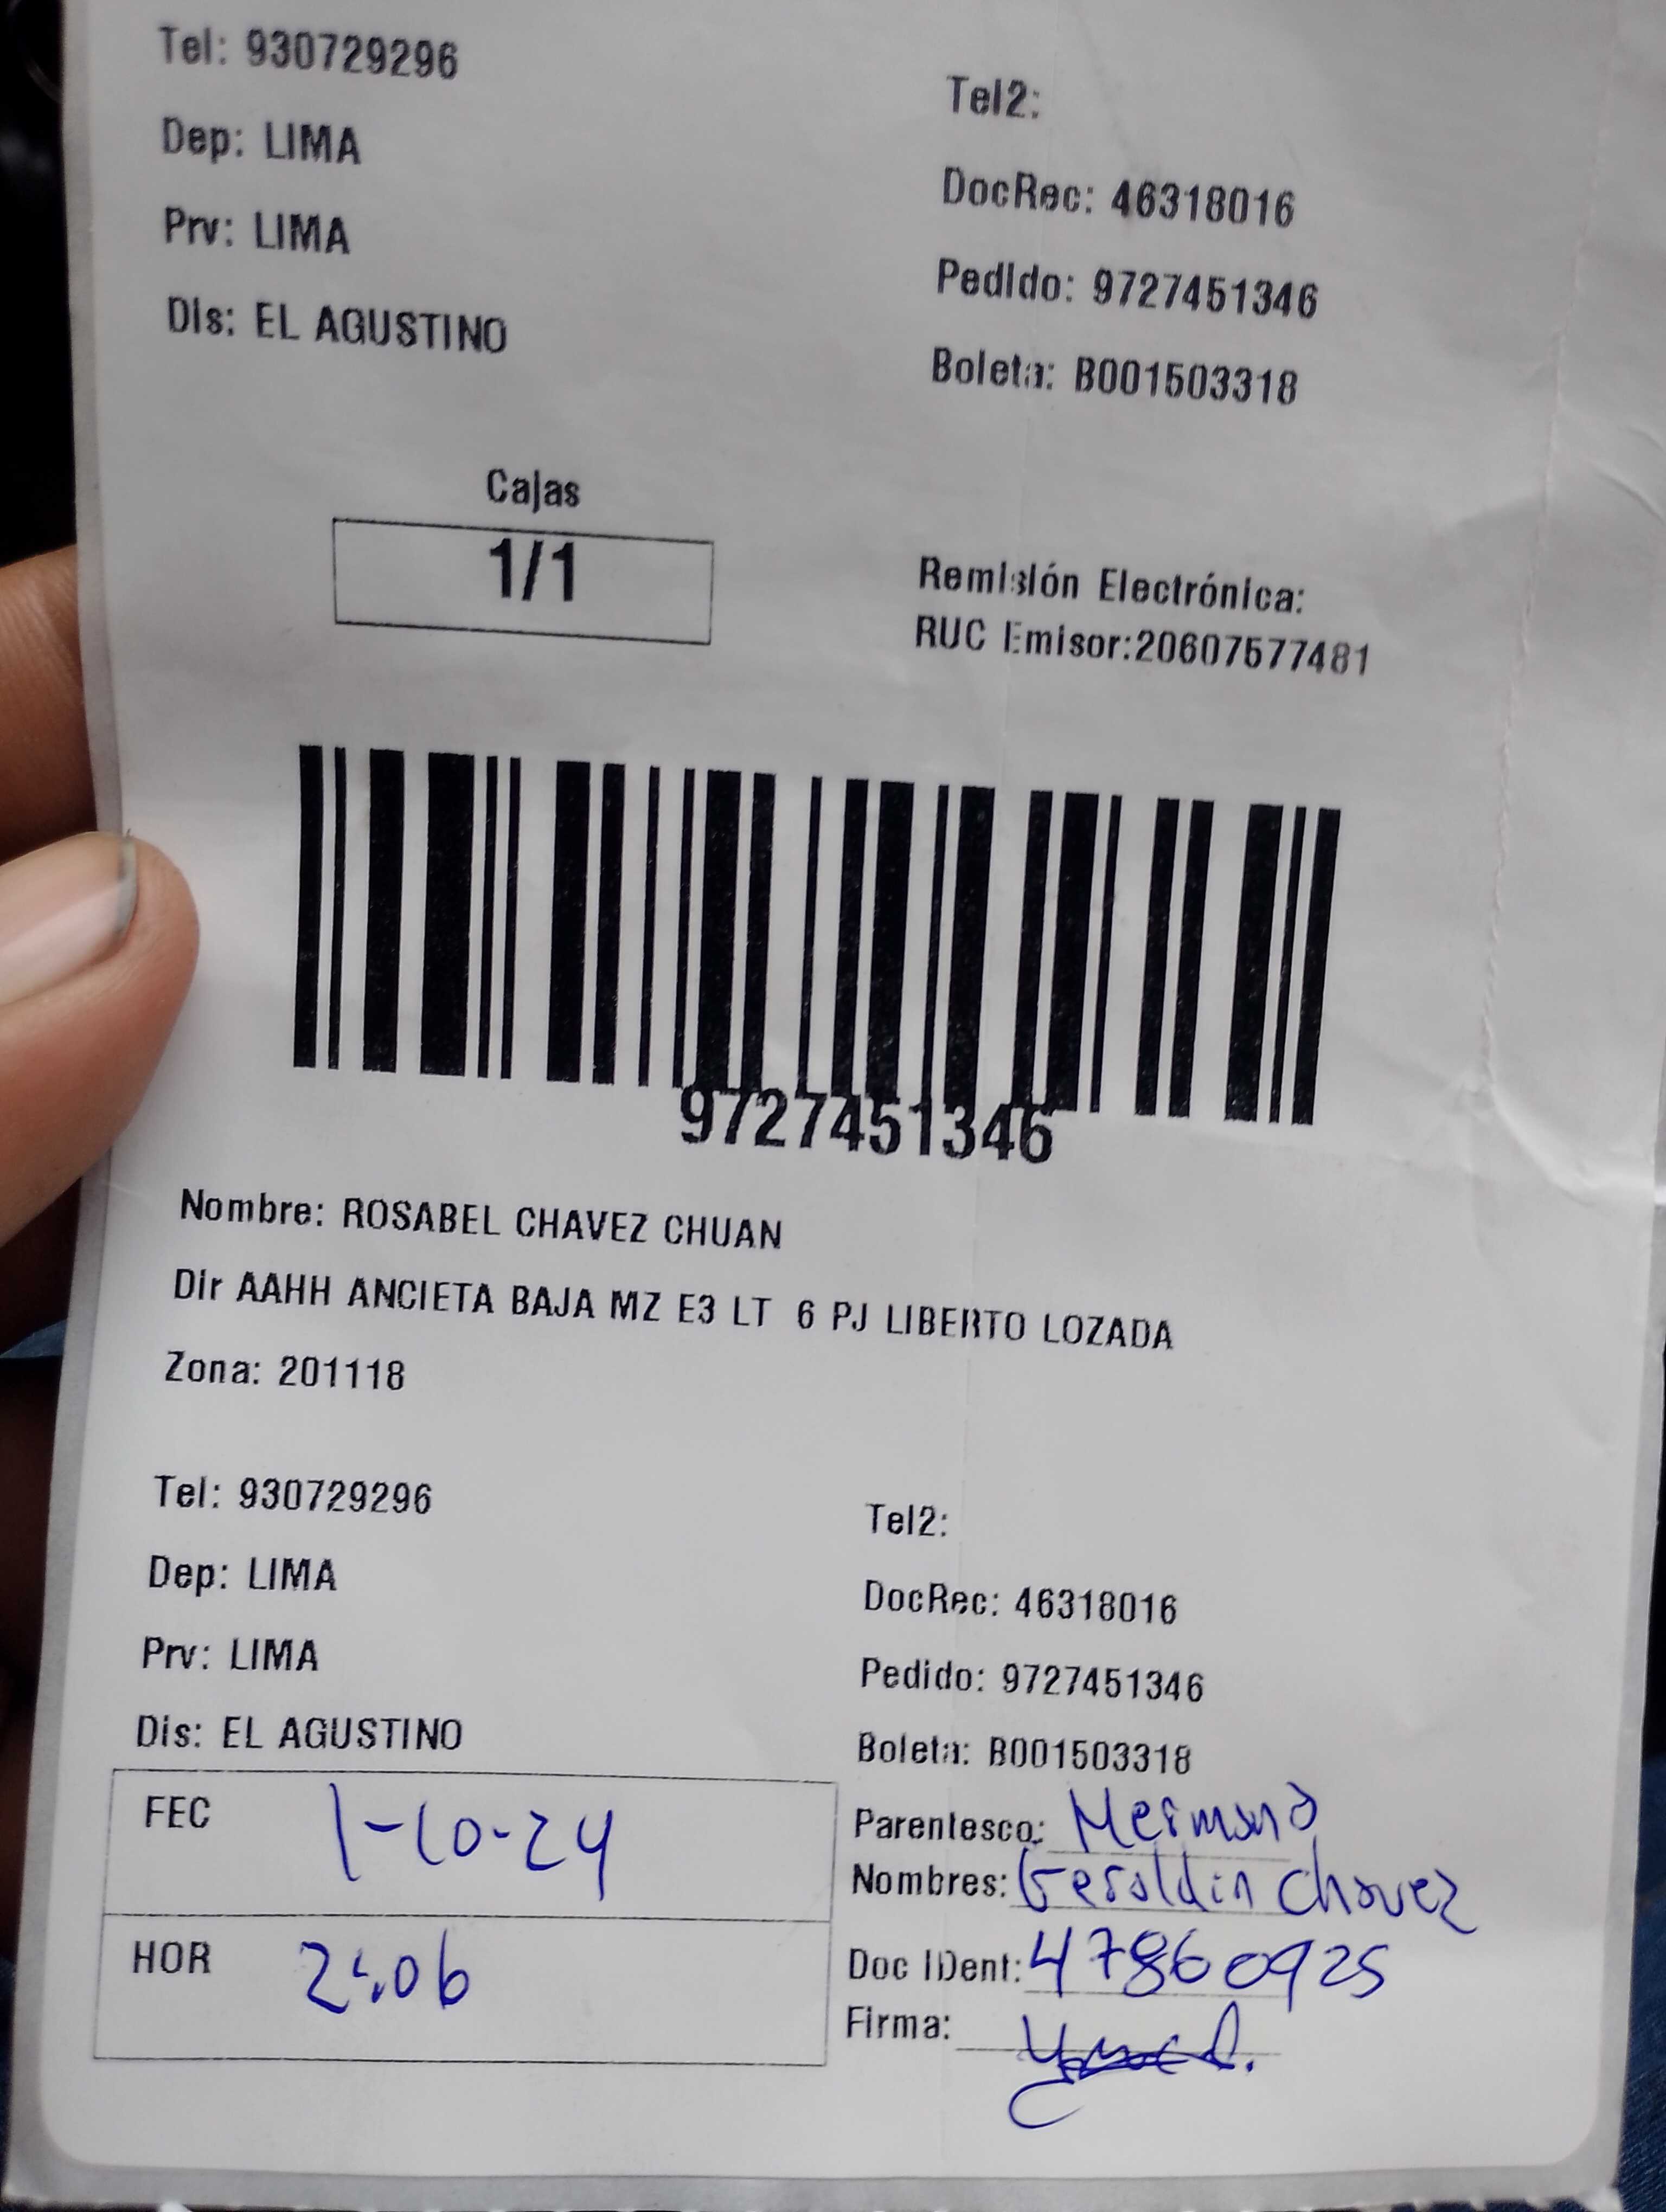 Tel: 930729296
Tel2:
Dep: LIMA
DocRec: 46318016
Prv: LIMA
Pedido: 9727451346
Dis: EL AGUSTINO
Boleta: B001503318
Cajas
1/1
Remisión Electrónica:
RUC Emisor:20607577481
9727451346
Nombre: ROSABEL CHAVEZ CHUAN
Dir AAHH ANCIETA BAJA MZ E3 LT 6 PJ LIBERTO LOZADA
Zona: 201118
Tel: 930729296
Tel2:
Dep: LIMA
DocRec: 46318016
Prv: LIMA
Pedido: 9727451346
Dis: EL AGUSTINO
Boleta: B001503318
FEC 1-10-24
Parentesco: Hermana
Nombres: Geraldin Chavez
HOR 2:06
Doc IDent: 47860925
Firma: